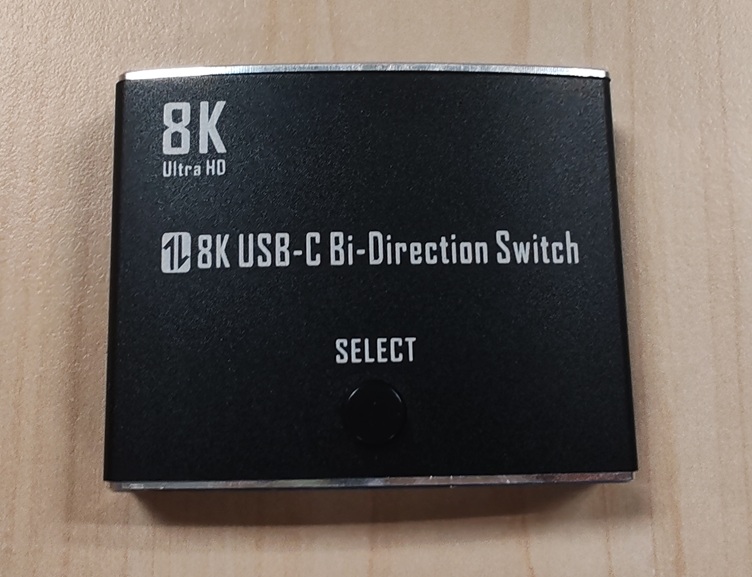 8K
Ultra HD
8K USB-C Bi-Direction Switch
SELECT